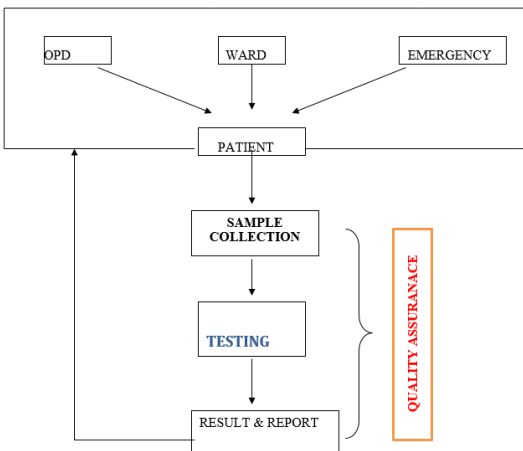 OPD
WARD
EMERGENCY
PATIENT
SAMPLE
COLLECTION
TESTING
RESULT & REPORT
QUALITY ASSURANACE